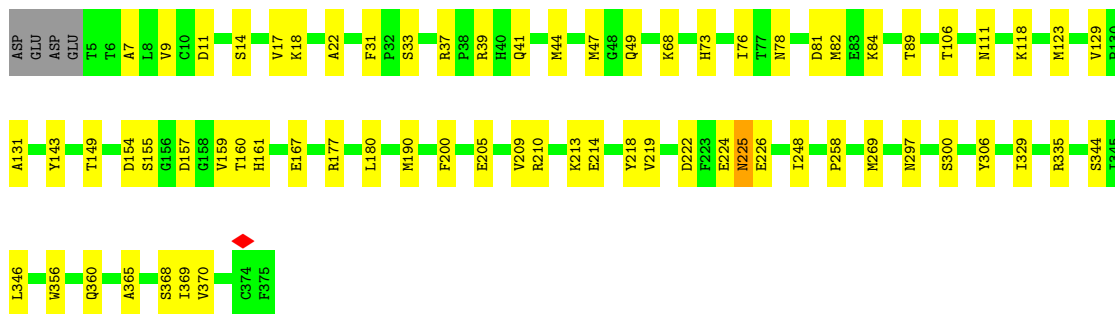 ASP GLU ASP GLU T5 T6 A7 L8 V9 C10 D11 S14 V17 K18 A22 F31 P32 S33 R37 P38 R39 H40 Q41 M44 M47 G48 Q49 K68 H73 I76 T77 N78 D81 M82 E83 K84 T89 T106 N111 K118 M123 V129 P130
A131 Y143 T149 D154 S155 G156 D157 G158 V159 T160 H161 E167 R177 L180 M190 F200 E205 V209 R210 K213 E214 Y218 V219 D222 F223 E224 N225 E226 I248 P258 M269 N297 S300 Y306 I329 R335 S344 I345
L346 W356 Q360 A365 S368 I369 V370 C374 F375